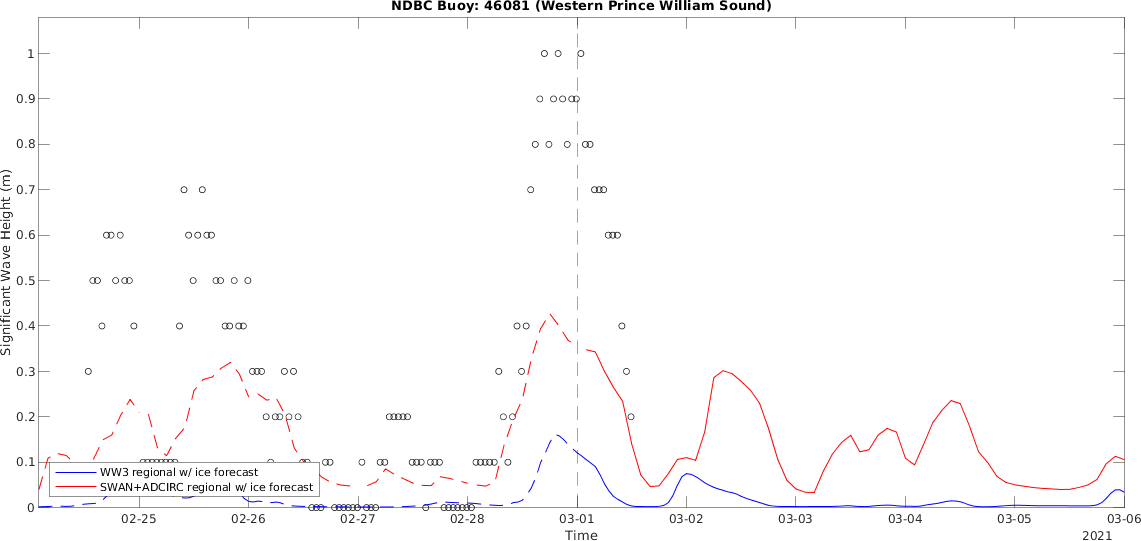 NDBC Buoy: 46081 (Western Prince William Sound)
Significant Wave Height (m)
1
0.9
0.8
0.7
0.6
0.5
0.4
0.3
0.2
0.1
0
WW3 regional w/ ice forecast
SWAN+ADCIRC regional w/ ice forecast
02-25 02-26 02-27 02-28 03-01 03-02 03-03 03-04 03-05 03-06
Time
2021